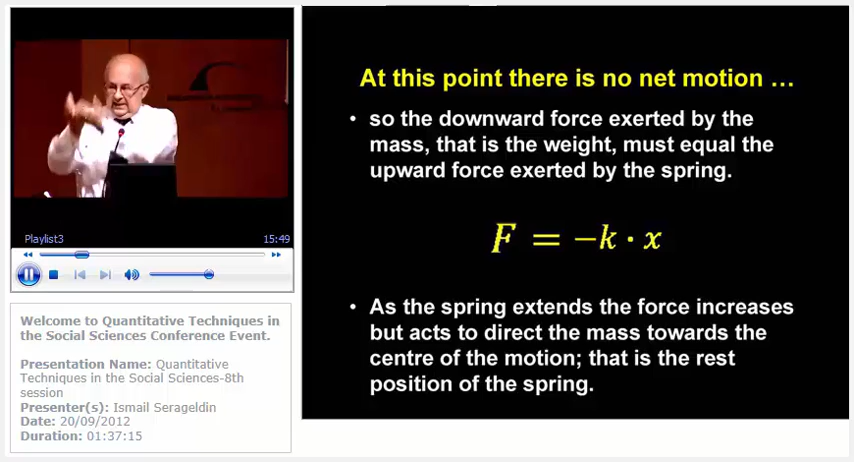 At this point there is no net motion …
• so the downward force exerted by the
mass, that is the weight, must equal the
upward force exerted by the spring.
F = −k · x
• As the spring extends the force increases
but acts to direct the mass towards the
centre of the motion; that is the rest
position of the spring.
Playlist3 15:49
Welcome to Quantitative Techniques in
the Social Sciences Conference Event.
Presentation Name: Quantitative
Techniques in the Social Sciences-8th
session
Presenter(s): Ismail Serageldin
Date: 20/09/2012
Duration: 01:37:15